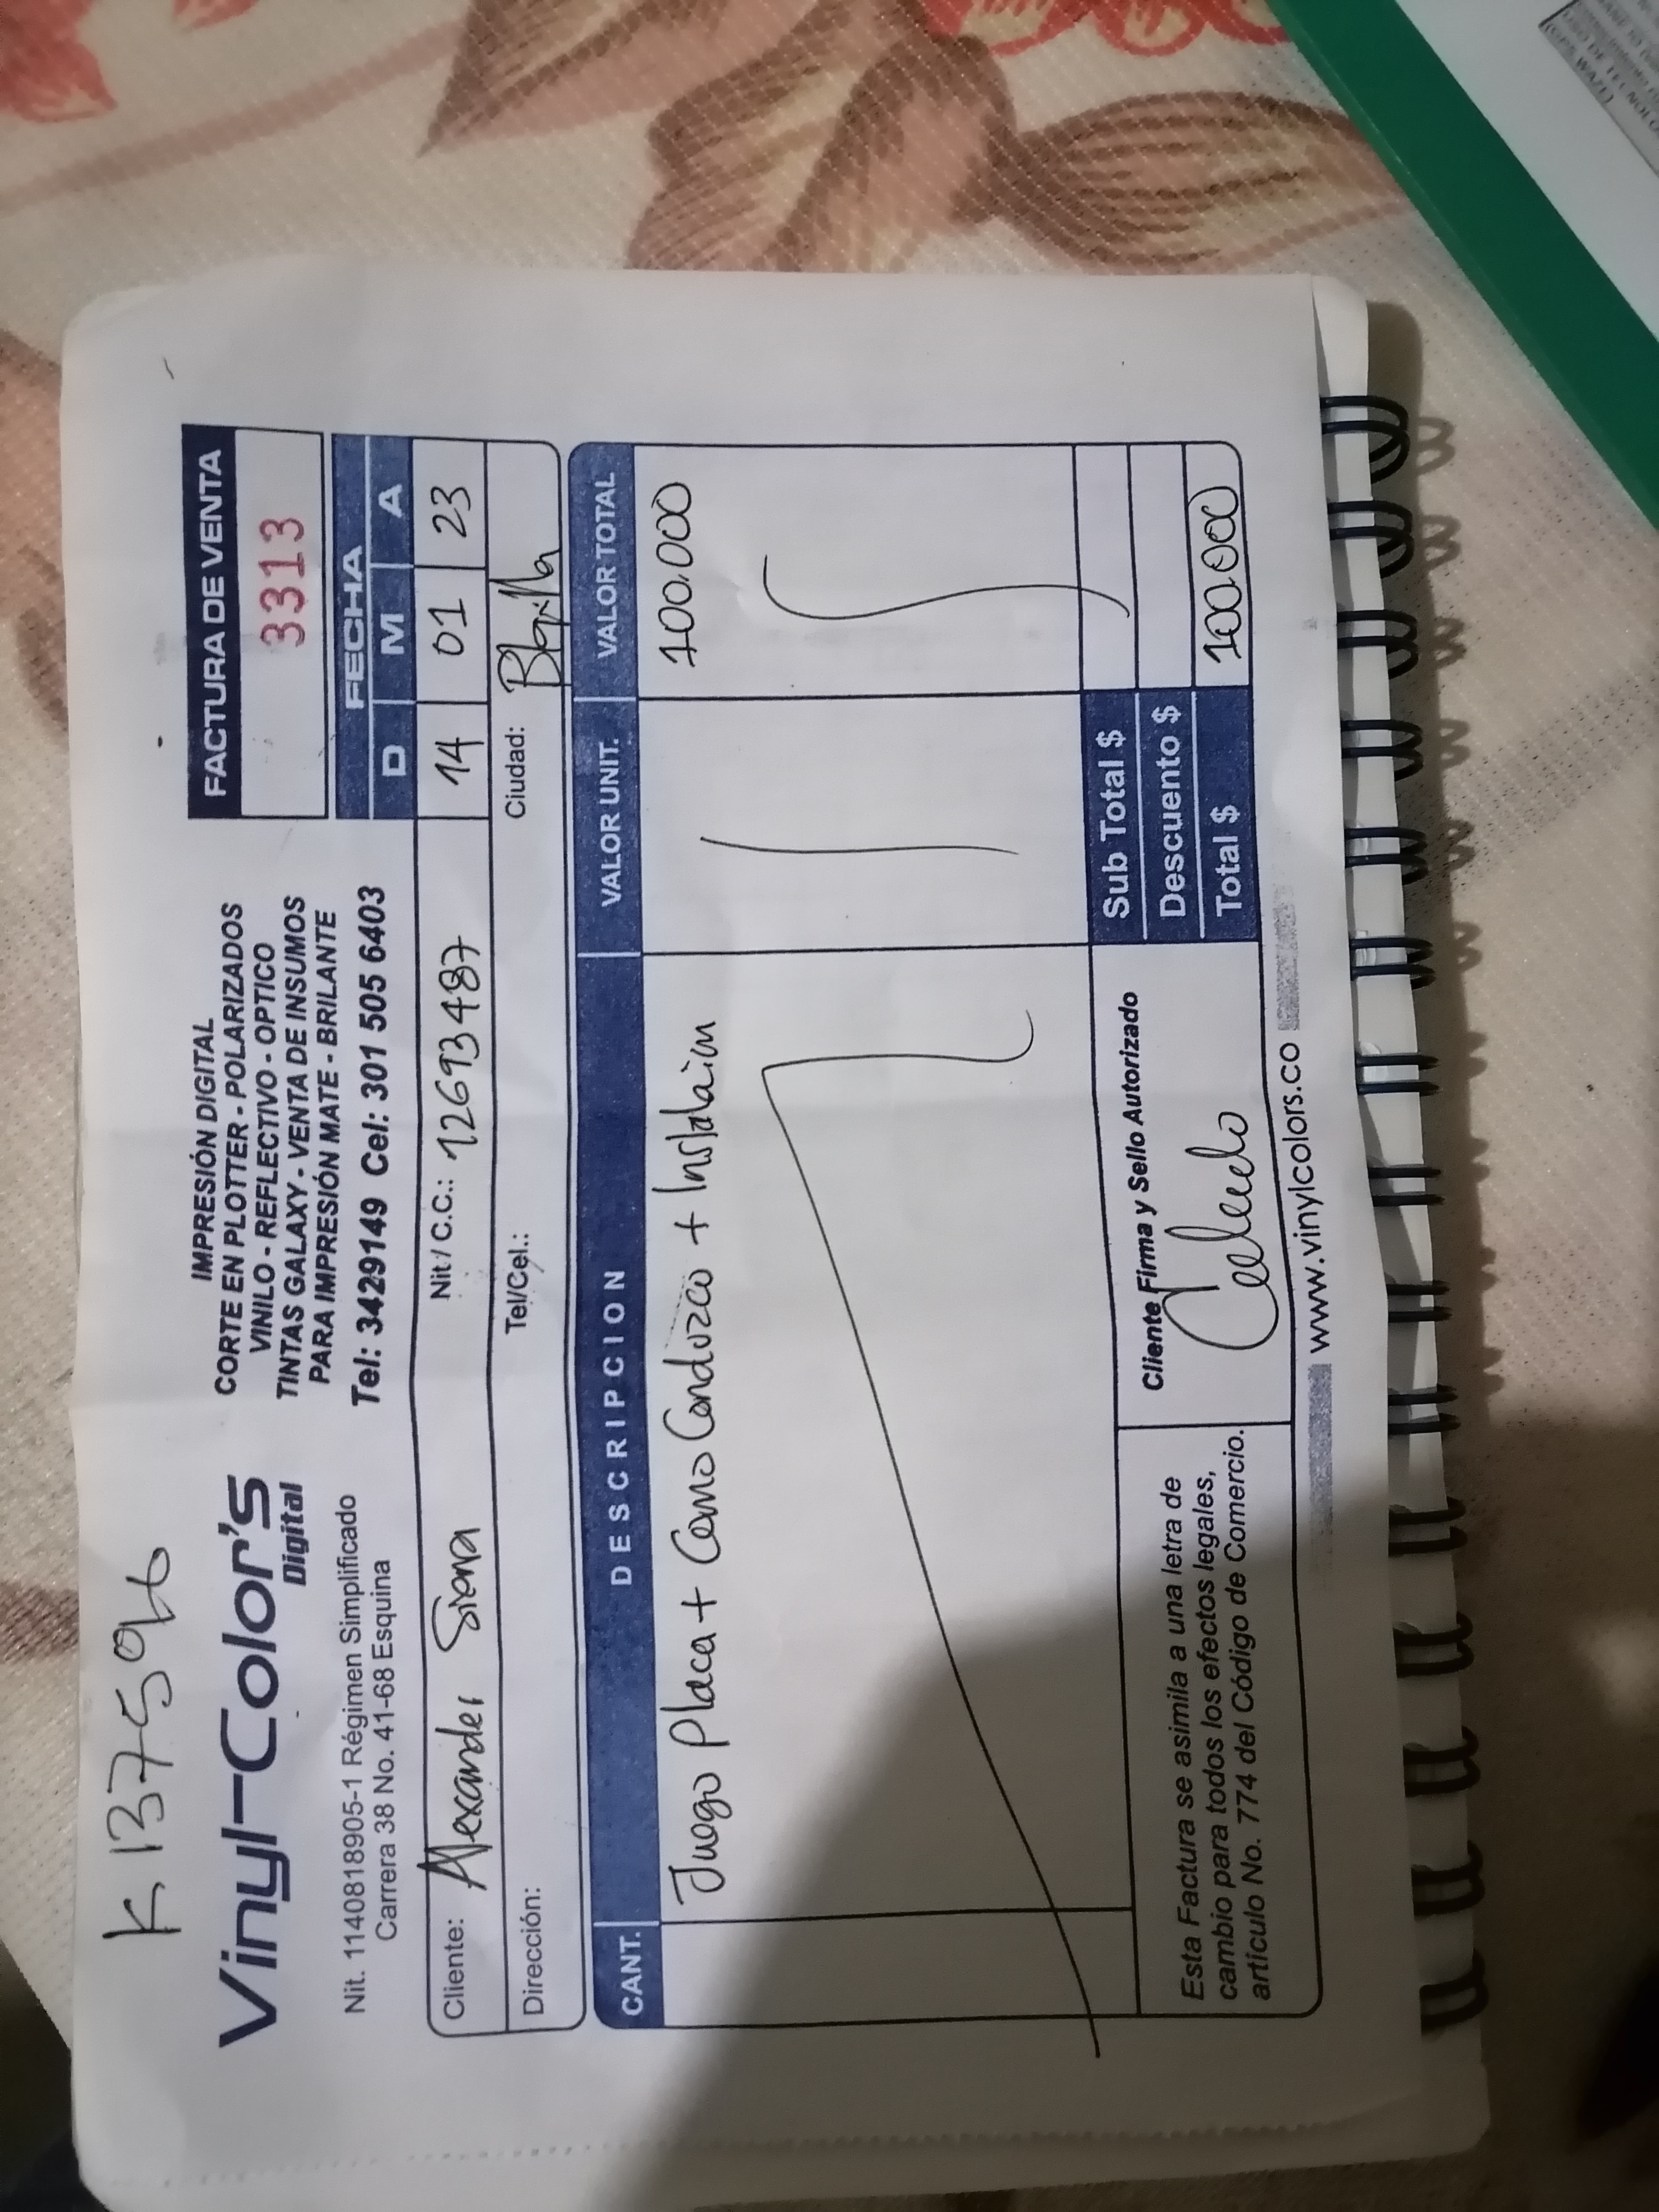 K137596
Vinyl-Color's
Digital
Nit. 1140818905-1 Régimen Simplificado
Carrera 38 No. 41-68 Esquina
IMPRESIÓN DIGITAL
CORTE EN PLOTTER - POLARIZADOS
VINILO - REFLECTIVO - OPTICO
TINTAS GALAXY - VENTA DE INSUMOS
PARA IMPRESIÓN MATE - BRILANTE
Tel: 3429149 Cel: 301 505 6403
FACTURA DE VENTA
3313
FECHA
D M A
14 01 23
Cliente: Alexander Siena Nit./ C.C.: 12693487
Dirección: Tel/Cel.: Ciudad: Blquilla
CANT. DESCRIPCION VALOR UNIT. VALOR TOTAL
Juego Placa + Como Conduzco + Inslalaim 100.000
Esta Factura se asimila a una letra de
cambio para todos los efectos legales,
articulo No. 774 del Código de Comercio.
Cliente Firma y Sello Autorizado
Sub Total $
Descuento $
Total $ 100.000
www.vinylcolors.co